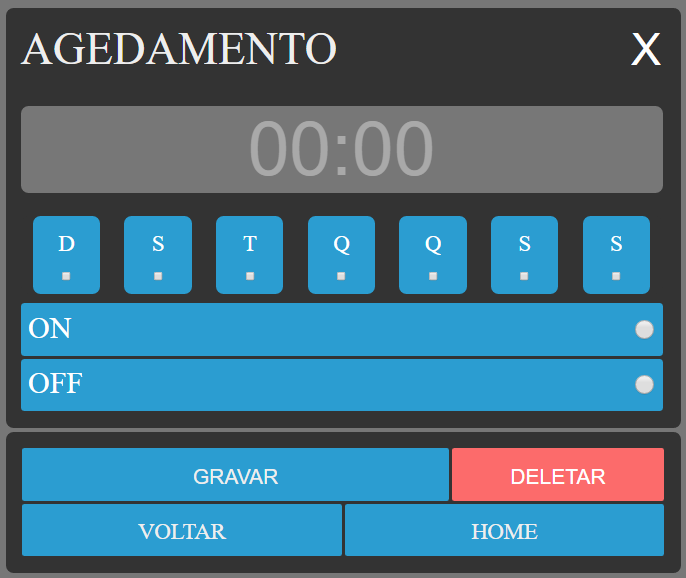 AGEDAMENTO X
00:00
D S T Q Q S S
ON
OFF
GRAVAR DELETAR
VOLTAR HOME